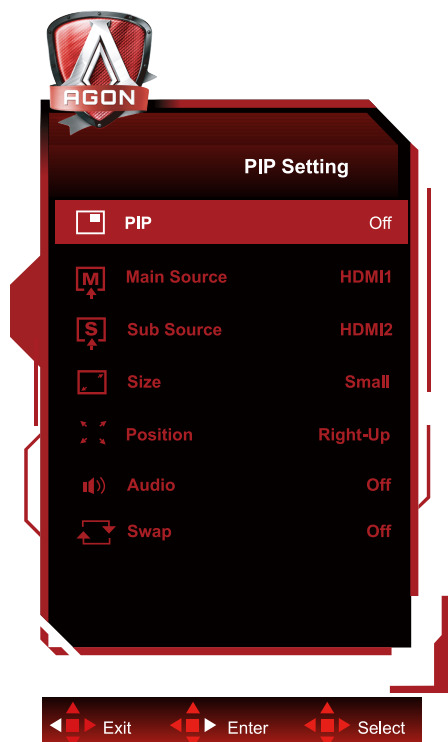 AGON
PIP Setting
PIP Off
M Main Source HDMI1
S Sub Source HDMI2
Size Small
Position Right-Up
Audio Off
Swap Off
Exit Enter Select